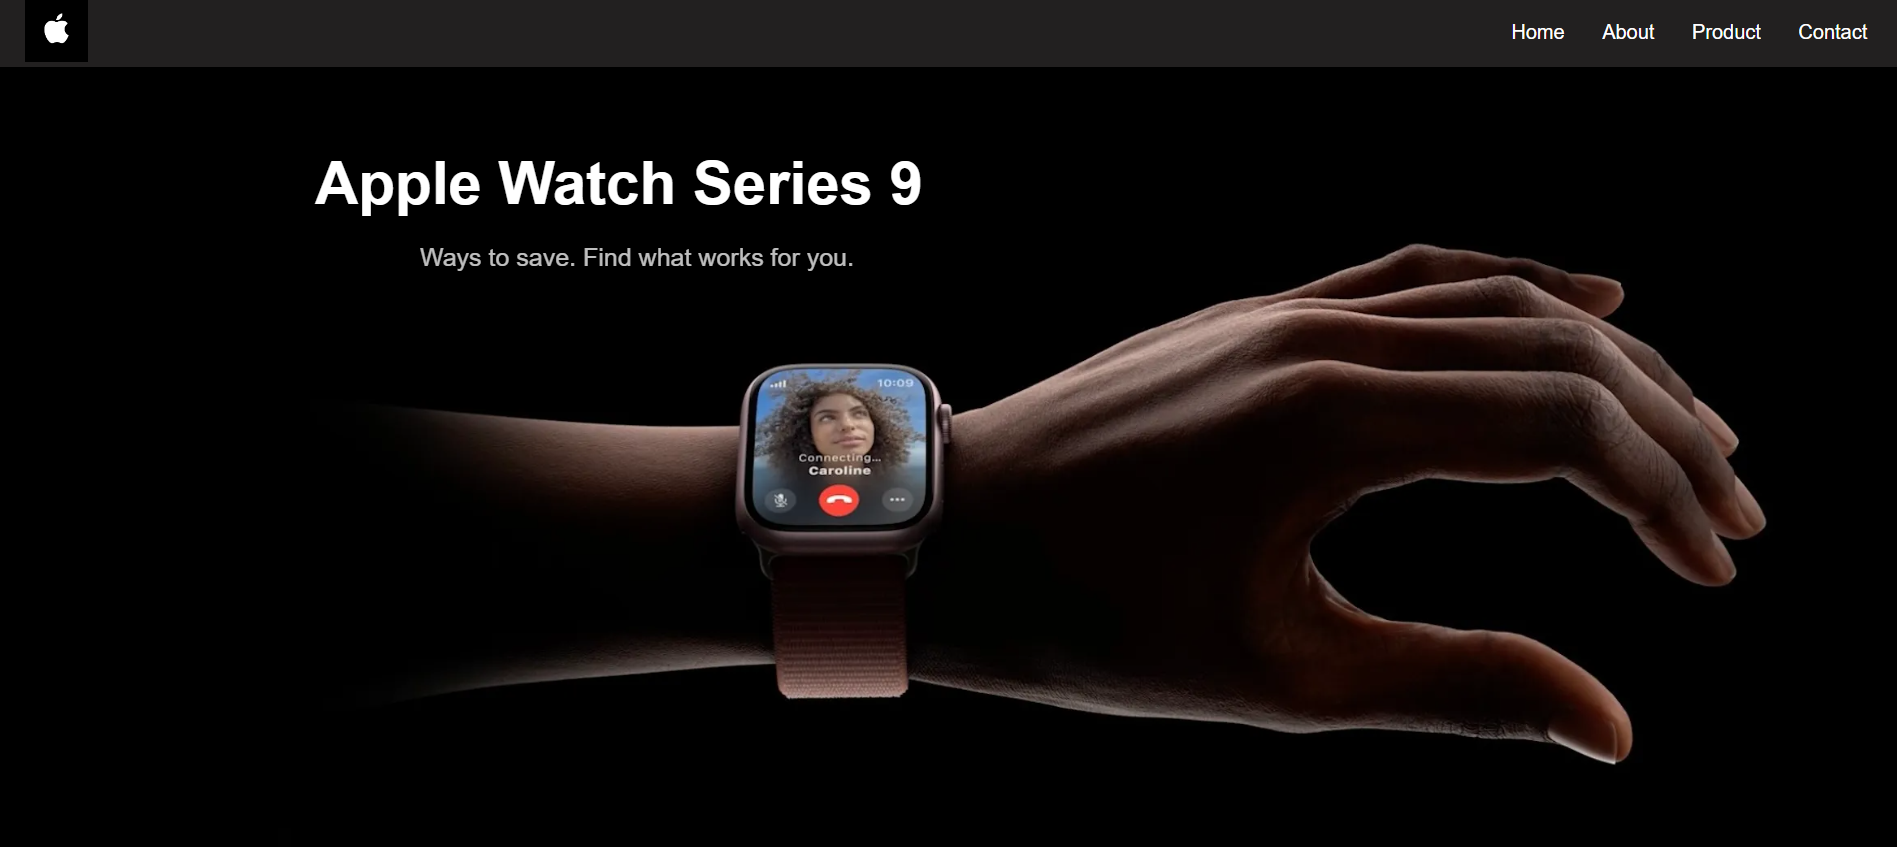 Home About Product Contact
Apple Watch Series 9
Ways to save. Find what works for you.
10:09
Connecting...
Caroline